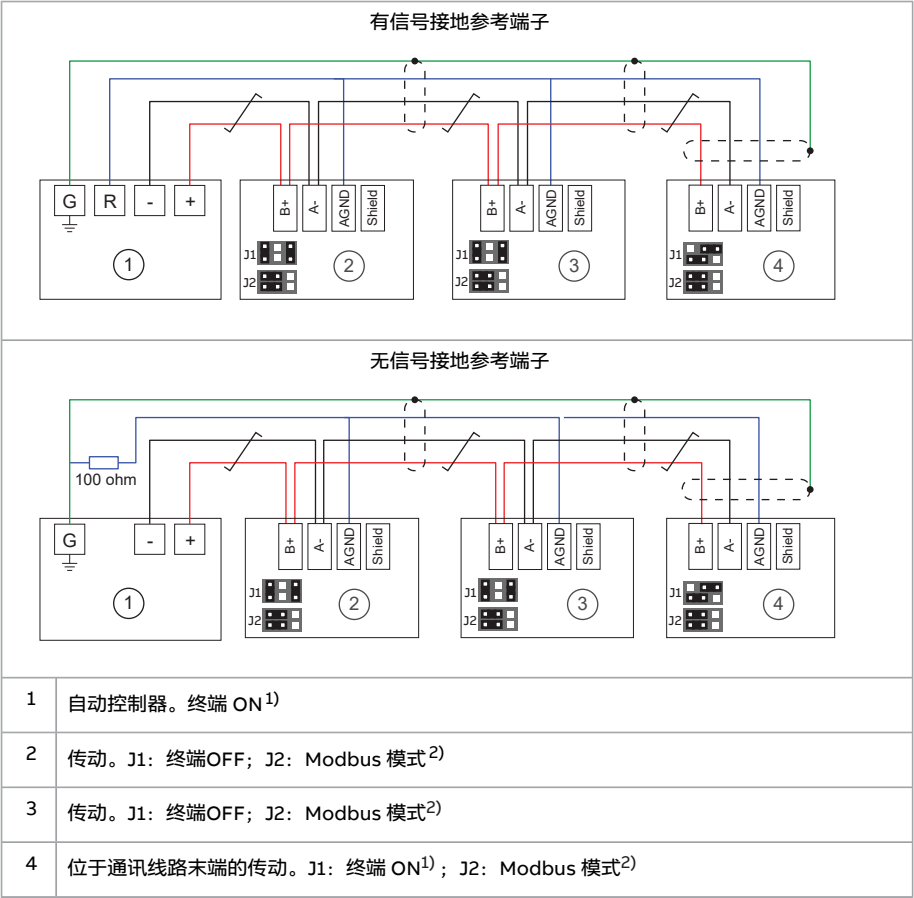 有信号接地参考端子
G R - + B+ A- AGND Shield B+ A- AGND Shield B+ A- AGND Shield
J1 J1 J1
1 2 3 4
J2 J2 J2
无信号接地参考端子
100 ohm
G - + B+ A- AGND Shield B+ A- AGND Shield B+ A- AGND Shield
J1 J1 J1
1 2 3 4
J2 J2 J2
1 自动控制器。终端 ON1)
2 传动。J1：终端OFF；J2：Modbus 模式2)
3 传动。J1：终端OFF；J2：Modbus 模式2)
4 位于通讯线路末端的传动。J1：终端 ON1)；J2：Modbus 模式2)